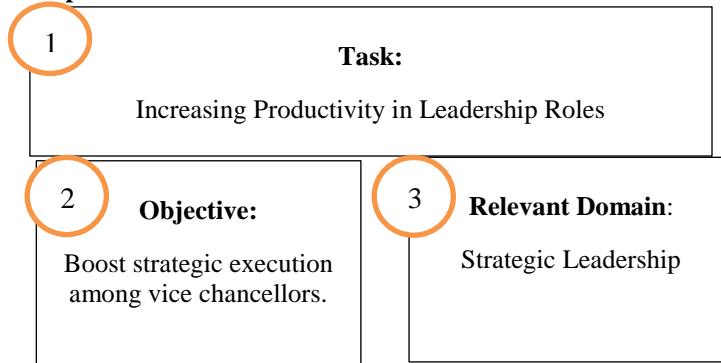 1
Task:
Increasing Productivity in Leadership Roles
2
Objective:
Boost strategic execution
among vice chancellors.
3
Relevant Domain:
Strategic Leadership